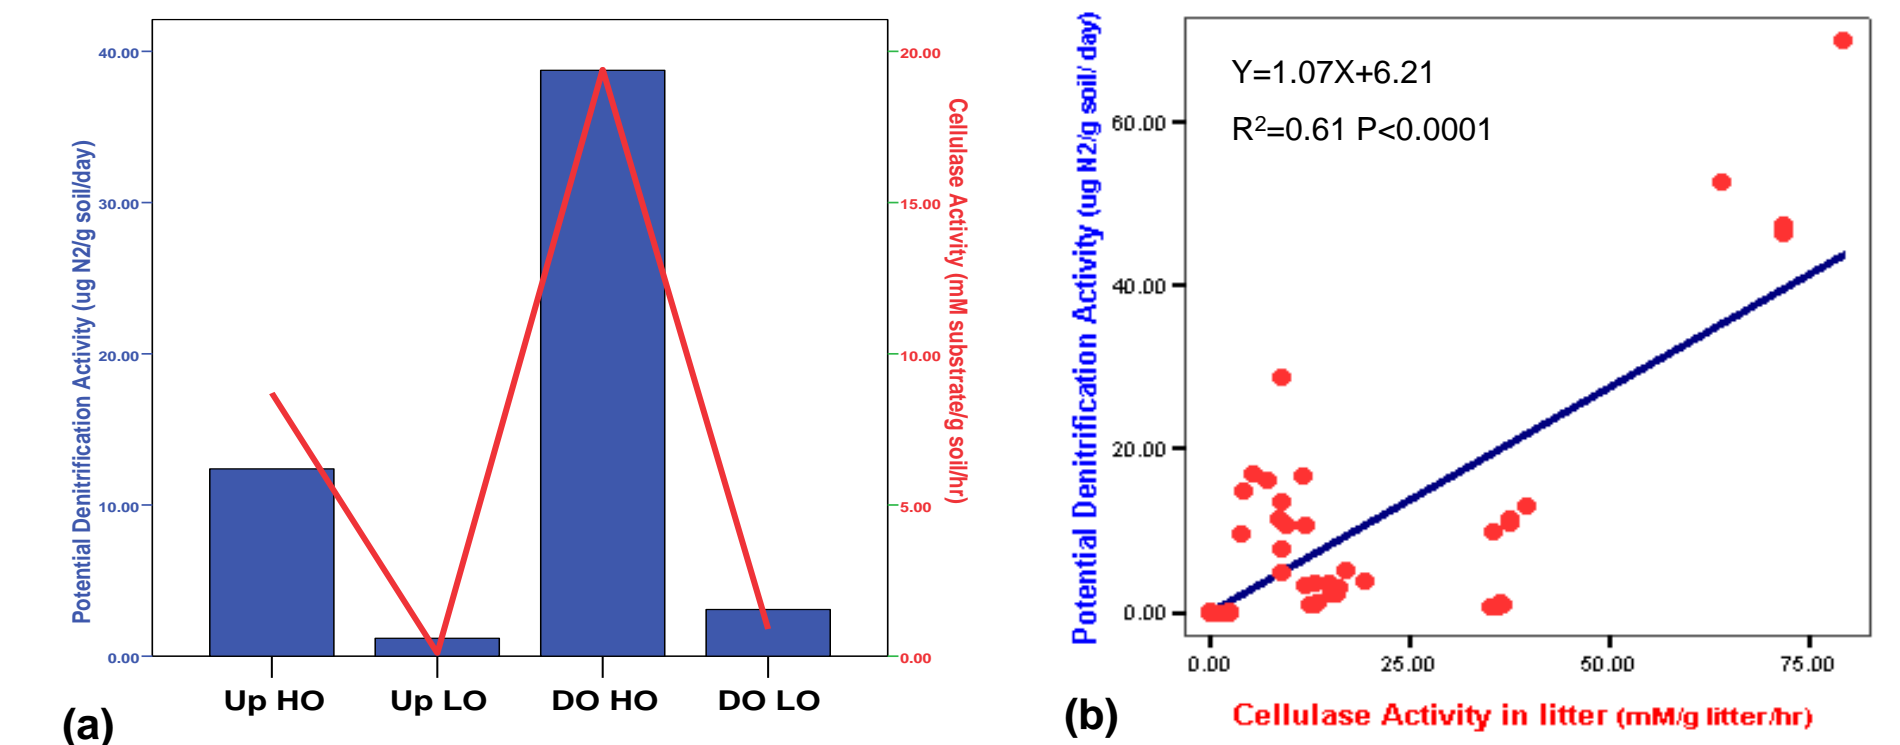 40.00
30.00
20.00
10.00
0.00
Potential Denitrification Activity (ug N2/g soil/day)
20.00
15.00
10.00
5.00
0.00
Cellulase Activity (mM substrate/g soil/hr)
Up HO
Up LO
DO HO
DO LO
(a)
Y=1.07X+6.21
R²=0.61 P<0.0001
Potential Denitrification Activity (ug N2/g soil/ day)
60.00
40.00
20.00
0.00
0.00
25.00
50.00
75.00
Cellulase Activity in litter (mM/g litter/hr)
(b)